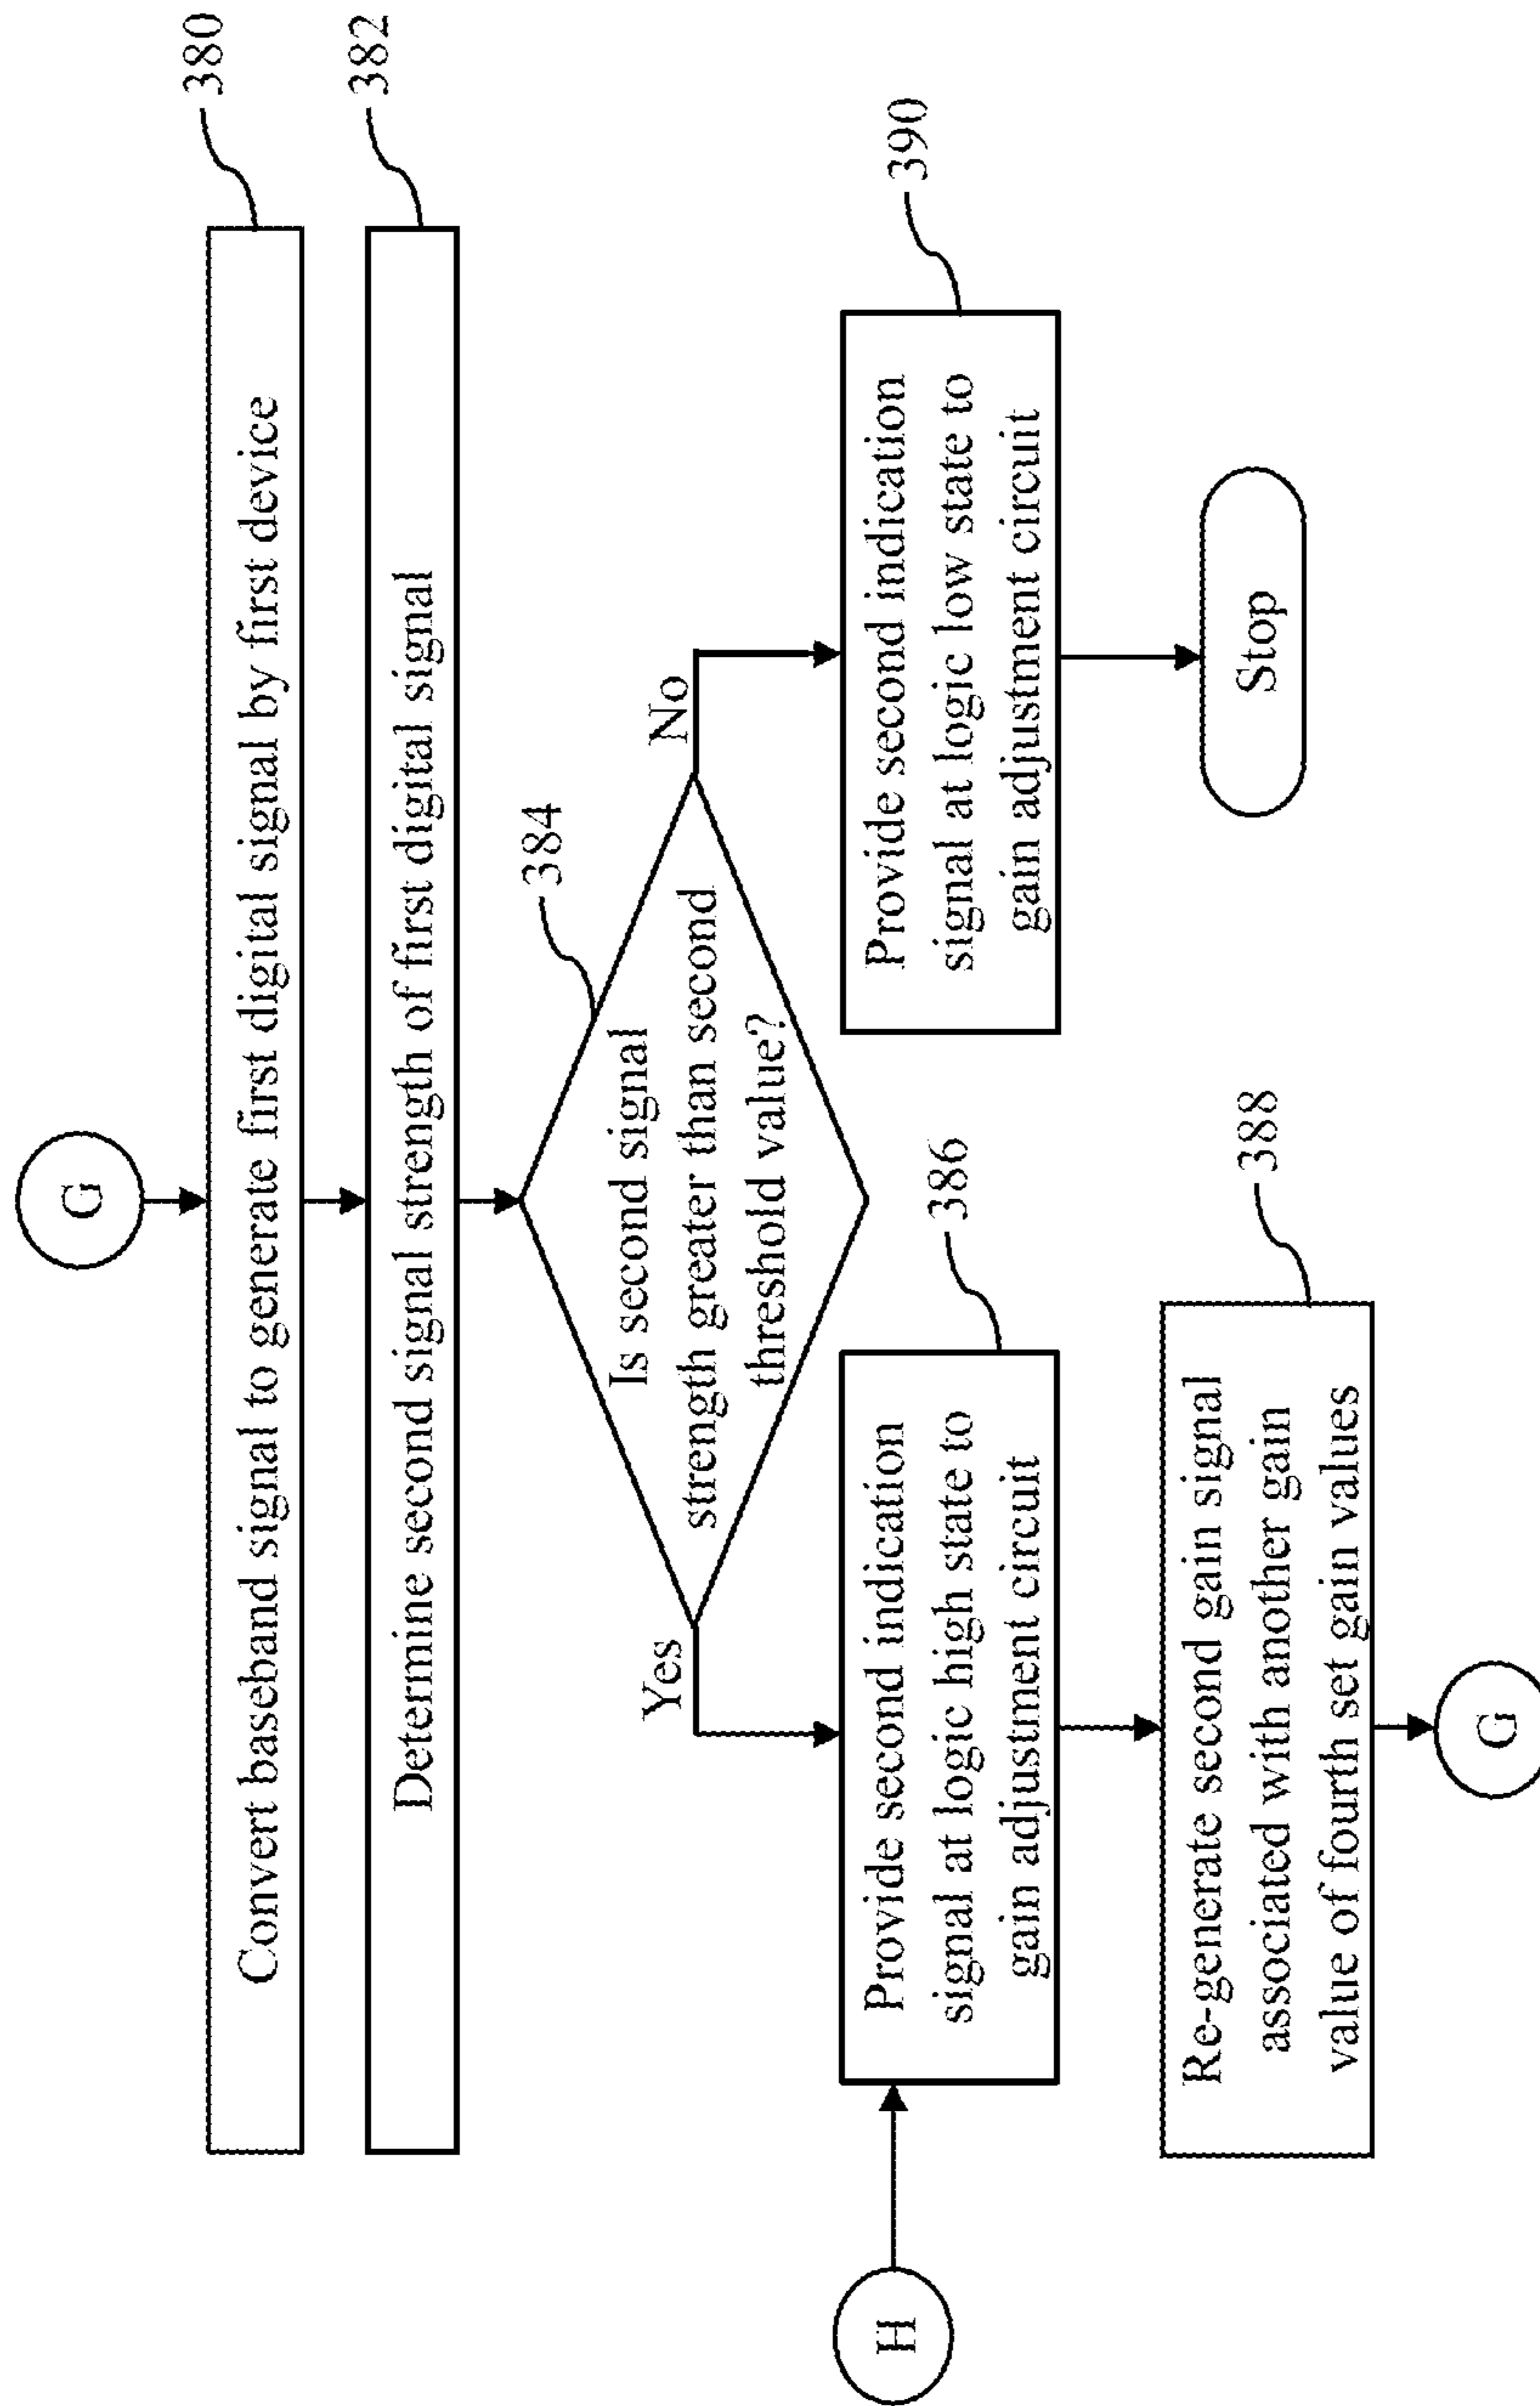 G
Convert baseband signal to generate first digital signal by first device
380
Determine second signal strength of first digital signal
382
384
Is second signal
strength greater than second
threshold value?
Yes
No
H
Provide second indication
signal at logic high state to
gain adjustment circuit
386
Provide second indication
signal at logic low state to
gain adjustment circuit
390
Re-generate second gain signal
associated with another gain
value of fourth set gain values
388
Stop
G